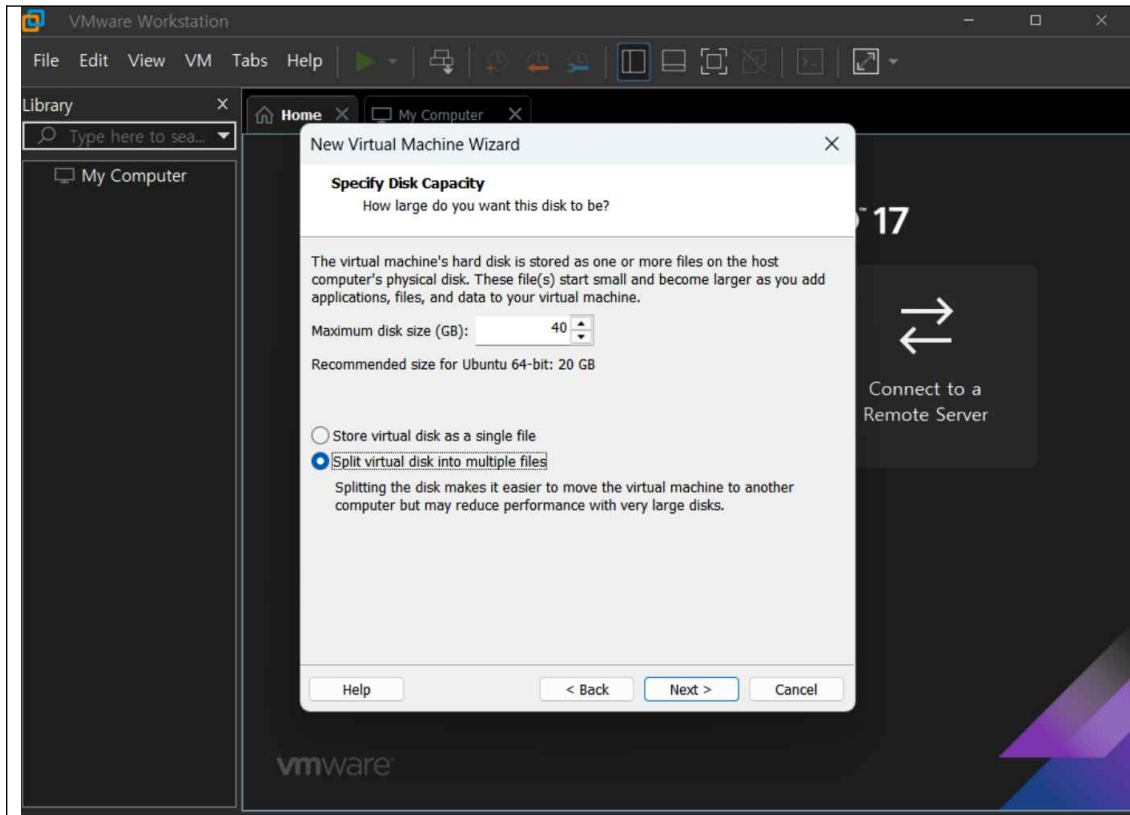 VMware Workstation
File Edit View VM Tabs Help
Library X
Type here to sea...
My Computer
Home
My Computer
New Virtual Machine Wizard
Specify Disk Capacity
How large do you want this disk to be?
The virtual machine's hard disk is stored as one or more files on the host
computer's physical disk. These file(s) start small and become larger as you add
applications, files, and data to your virtual machine.
Maximum disk size (GB): 40
Recommended size for Ubuntu 64-bit: 20 GB
Store virtual disk as a single file
Split virtual disk into multiple files
Splitting the disk makes it easier to move the virtual machine to another
computer but may reduce performance with very large disks.
Help < Back Next > Cancel
17
Connect to a
Remote Server
vmware